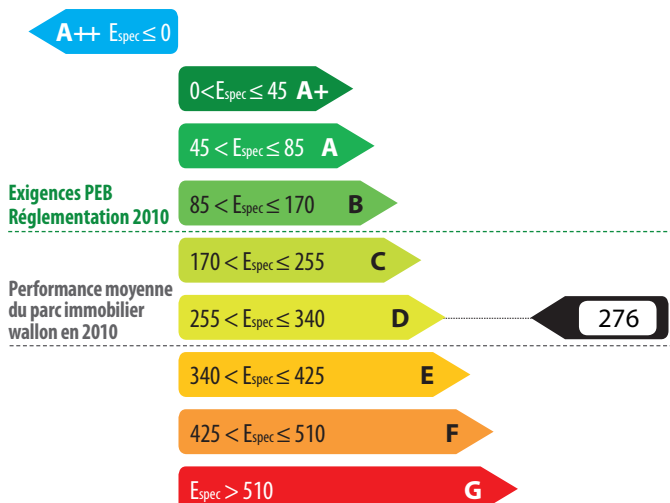 A++ Espec ≤ 0
0 < Espec ≤ 45 A+
45 < Espec ≤ 85 A
Exigences PEB
Réglementation 2010
85 < Espec ≤ 170 B
170 < Espec ≤ 255 C
Performance moyenne
du parc immobilier
wallon en 2010
255 < Espec ≤ 340 D
276
340 < Espec ≤ 425 E
425 < Espec ≤ 510 F
Espec > 510 G